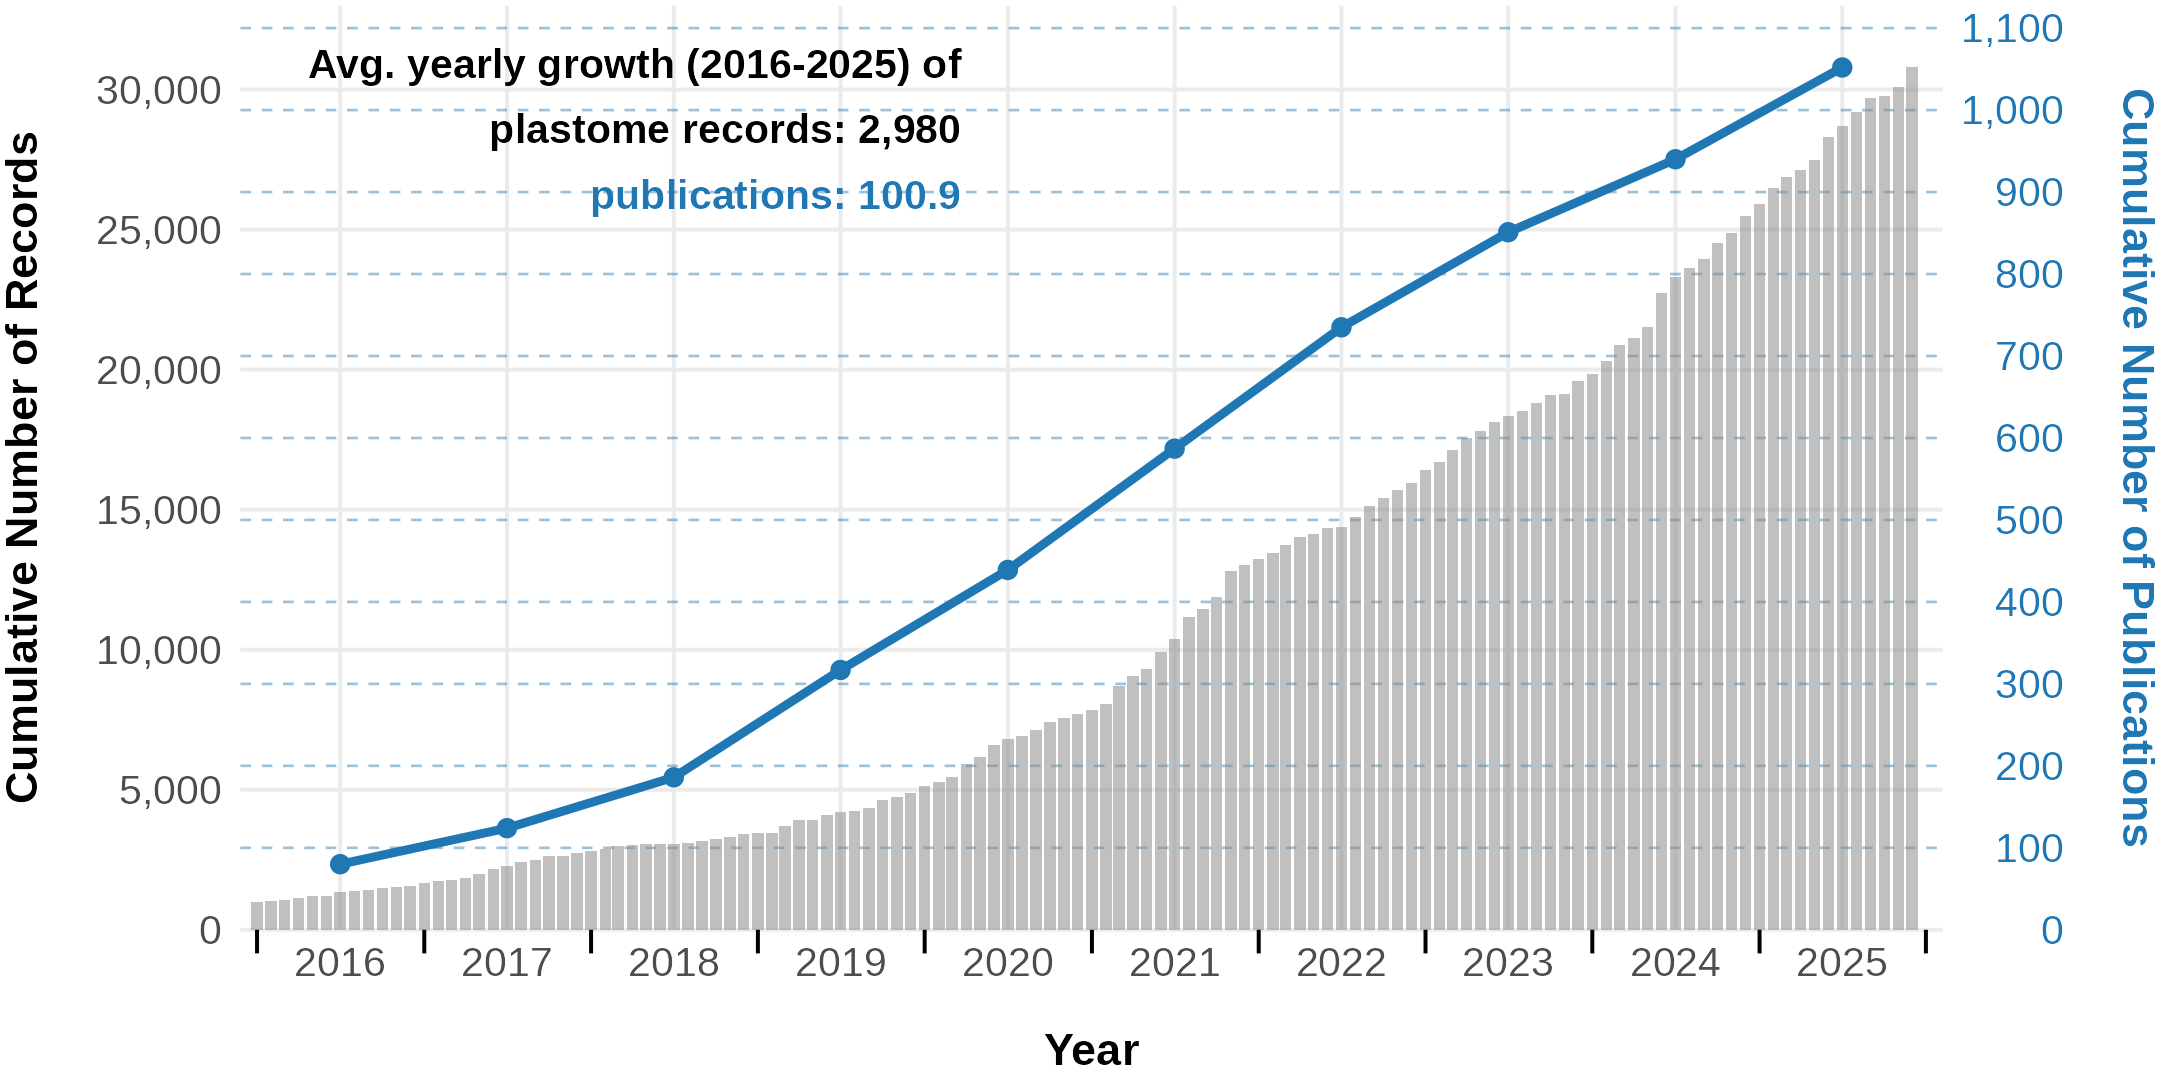 Avg. yearly growth (2016-2025) of
plastome records: 2,980
publications: 100.9
Cumulative Number of Records
30,000
25,000
20,000
15,000
10,000
5,000
0
1,100
1,000
900
800
700
600
500
400
300
200
100
0
Cumulative Number of Publications
2016 2017 2018 2019 2020 2021 2022 2023 2024 2025
Year